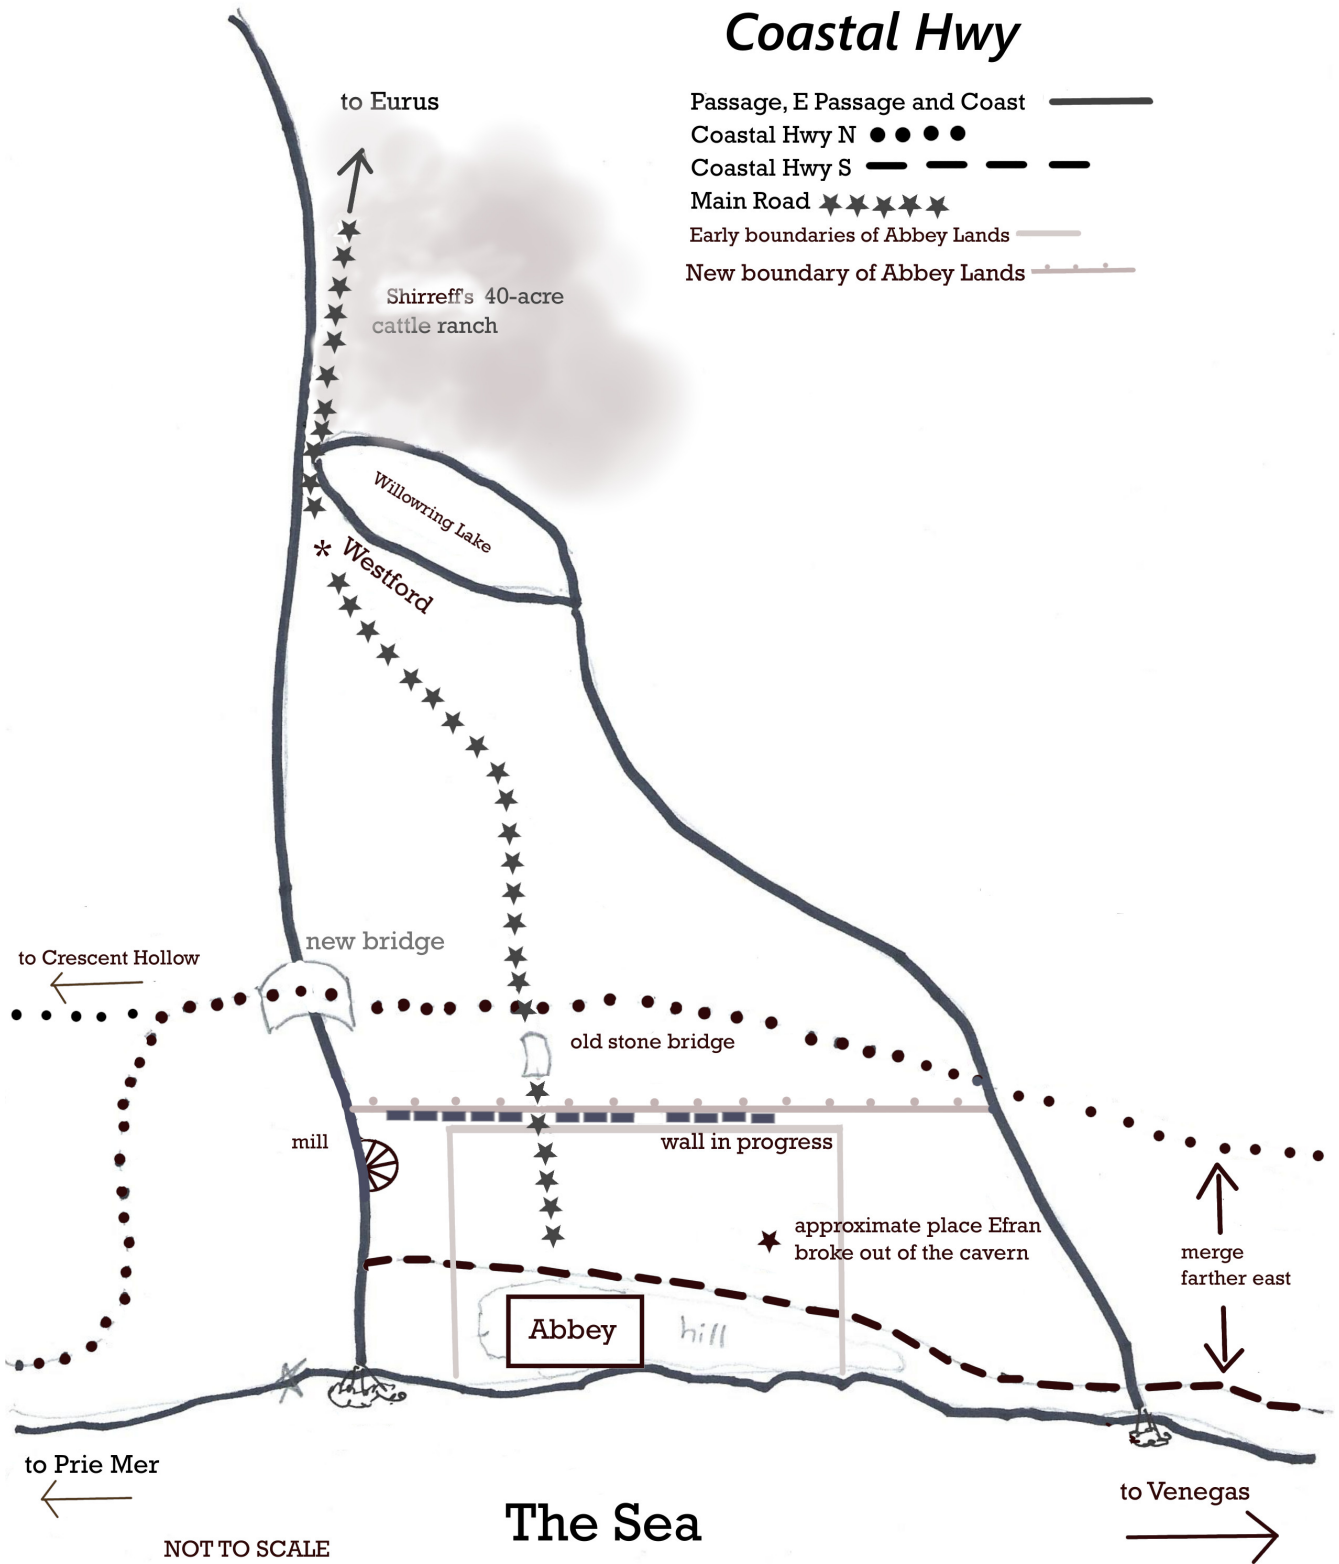 Coastal Hwy
Passage, E Passage and Coast
Coastal Hwy N
Coastal Hwy S
Main Road
Early boundaries of Abbey Lands
New boundary of Abbey Lands
to Eurus
Shirreff's 40-acre
cattle ranch
Willowring Lake
* Westford
new bridge
to Crescent Hollow
old stone bridge
mill
wall in progress
approximate place Efran
broke out of the cavern
merge
farther east
Abbey
hill
to Prie Mer
to Venegas
The Sea
NOT TO SCALE